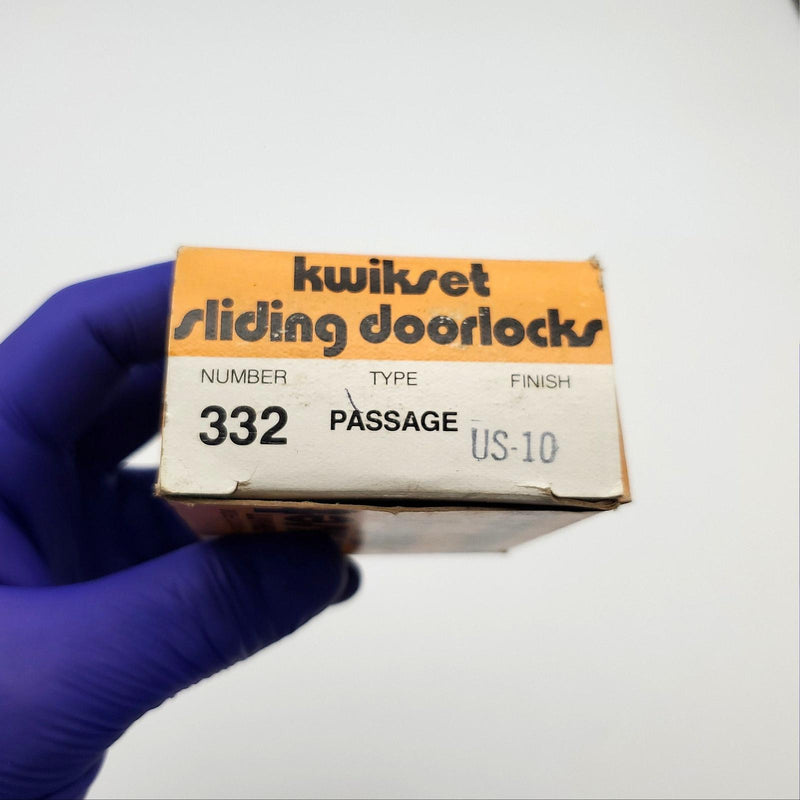 kwikset
sliding doorlocks
NUMBER TYPE FINISH
332 PASSAGE US-10